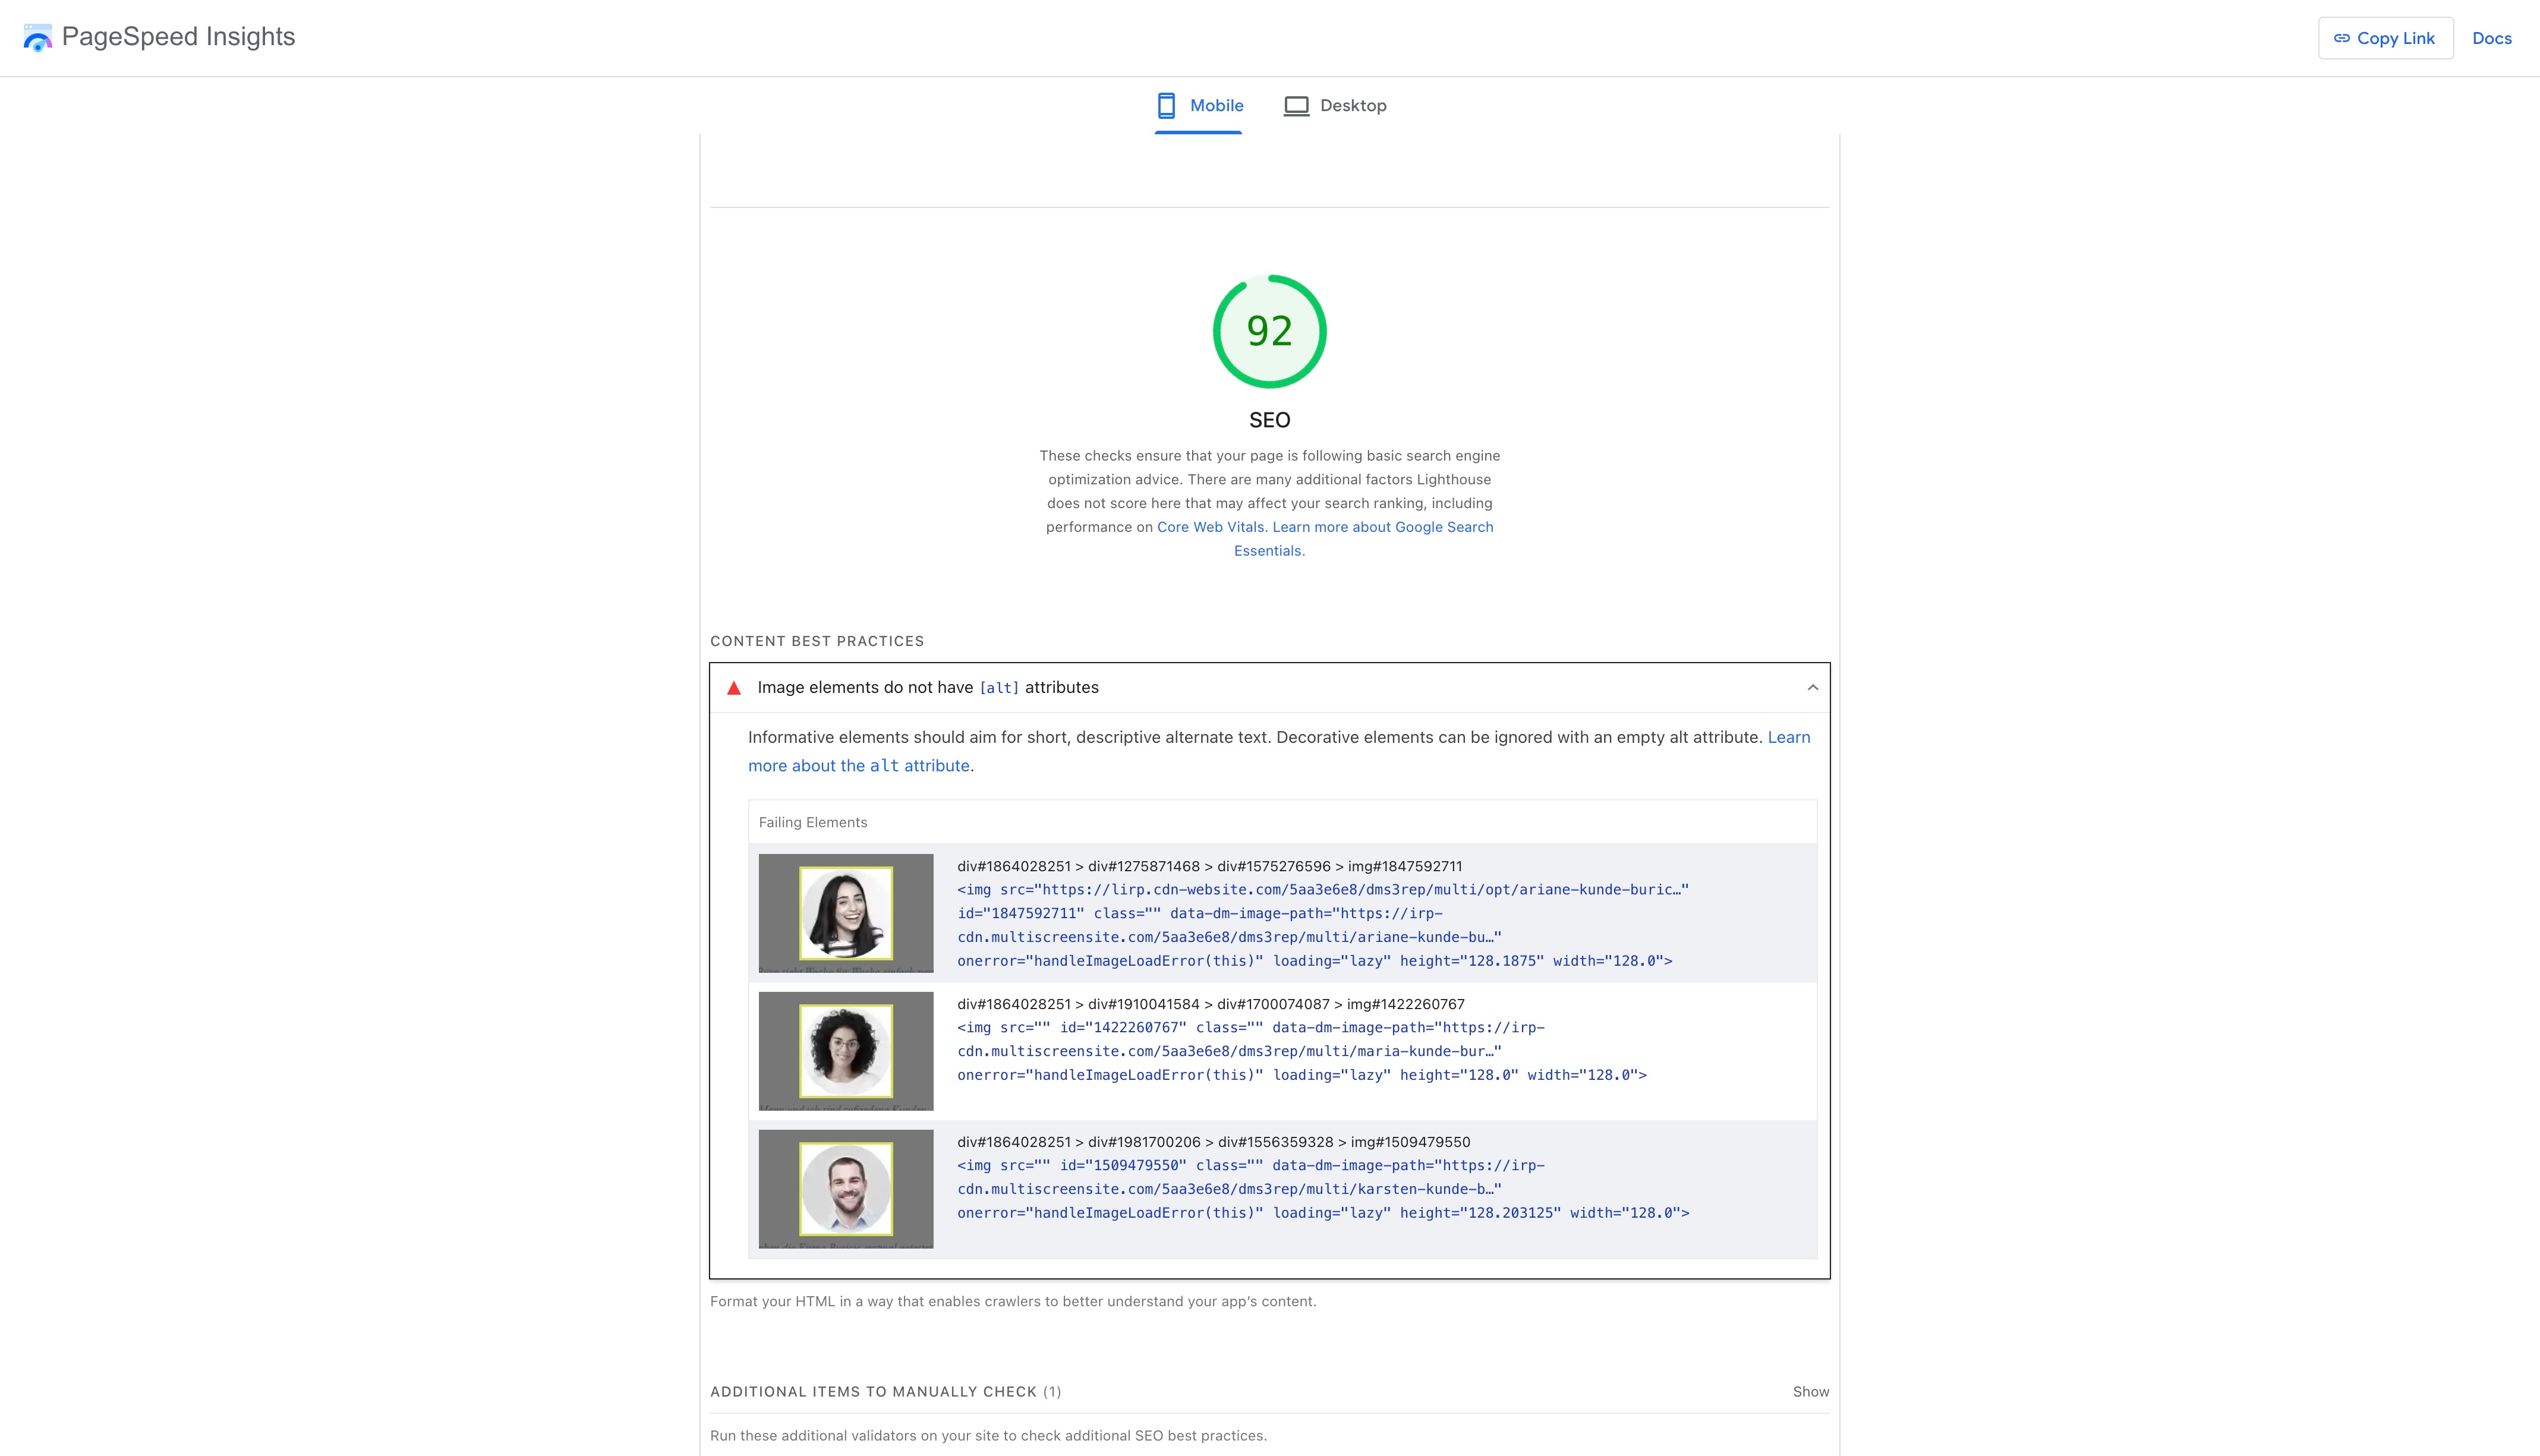 PageSpeed Insights
Copy Link
Docs
Mobile
Desktop
92
SEO
These checks ensure that your page is following basic search engine
optimization advice. There are many additional factors Lighthouse
does not score here that may affect your search ranking, including
performance on Core Web Vitals. Learn more about Google Search
Essentials.
CONTENT BEST PRACTICES
Image elements do not have [alt] attributes
Informative elements should aim for short, descriptive alternate text. Decorative elements can be ignored with an empty alt attribute. Learn
more about the alt attribute.
Failing Elements
div#1864028251 > div#1275871468 > div#1575276596 > img#1847592711
<img src="https://lirp.cdn-website.com/5aa3e6e8/dms3rep/multi/opt/ariane-kunde-buric…"
id="1847592711" class="" data-dm-image-path="https://irp-
cdn.multiscreensite.com/5aa3e6e8/dms3rep/multi/ariane-kunde-bu…"
onerror="handleImageLoadError(this)" loading="lazy" height="128.1875" width="128.0">
div#1864028251 > div#1910041584 > div#1700074087 > img#1422260767
<img src="" id="1422260767" class="" data-dm-image-path="https://irp-
cdn.multiscreensite.com/5aa3e6e8/dms3rep/multi/maria-kunde-bur…"
onerror="handleImageLoadError(this)" loading="lazy" height="128.0" width="128.0">
div#1864028251 > div#1981700206 > div#1556359328 > img#1509479550
<img src="" id="1509479550" class="" data-dm-image-path="https://irp-
cdn.multiscreensite.com/5aa3e6e8/dms3rep/multi/karsten-kunde-b…"
onerror="handleImageLoadError(this)" loading="lazy" height="128.203125" width="128.0">
Format your HTML in a way that enables crawlers to better understand your app’s content.
ADDITIONAL ITEMS TO MANUALLY CHECK (1)
Show
Run these additional validators on your site to check additional SEO best practices.